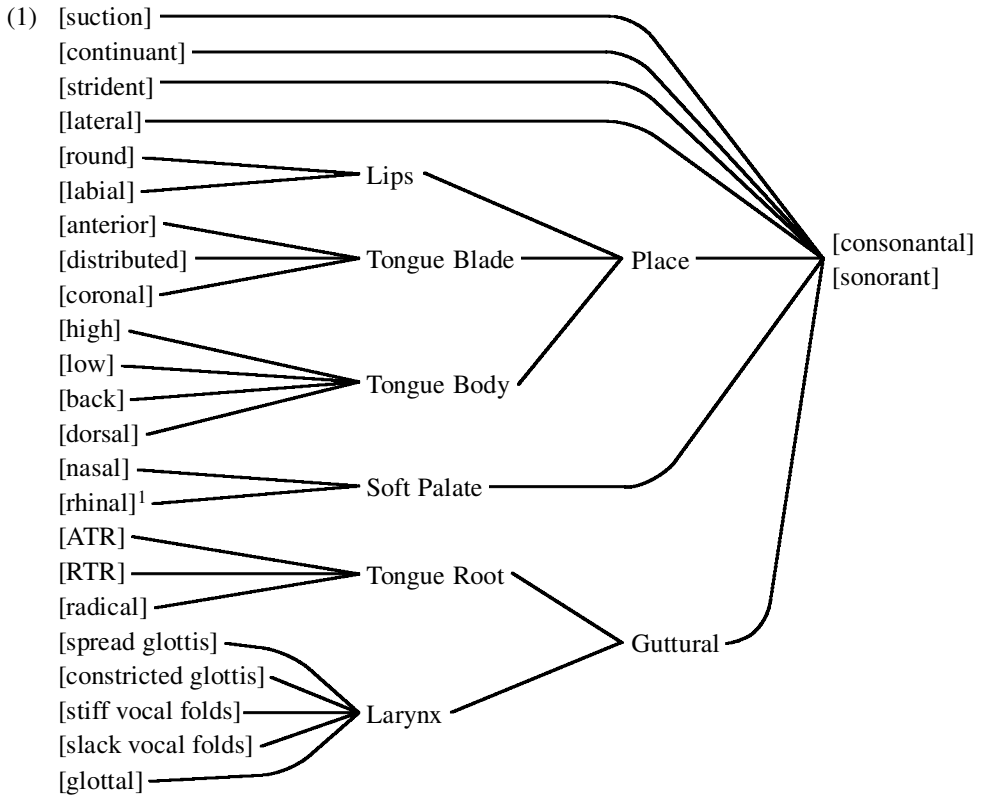 (1) [suction]
[continuant]
[strident]
[lateral]
[round]
[labial]
Lips
[anterior]
[distributed]
[coronal]
Tongue Blade
Place
[consonantal]
[sonorant]
[high]
[low]
[back]
[dorsal]
Tongue Body
[nasal]
[rhinal]¹
Soft Palate
[ATR]
[RTR]
[radical]
Tongue Root
Guttural
[spread glottis]
[constricted glottis]
[stiff vocal folds]
[slack vocal folds]
[glottal]
Larynx